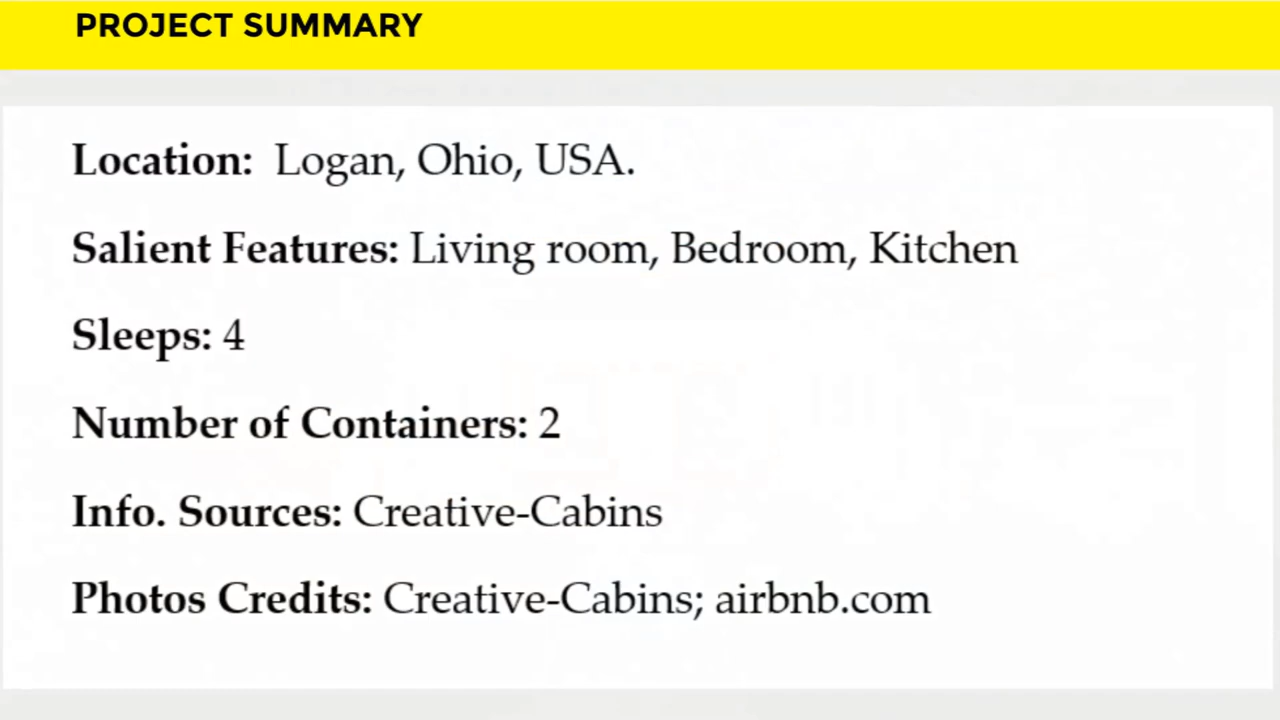 PROJECT SUMMARY
Location: Logan, Ohio, USA.
Salient Features: Living room, Bedroom, Kitchen
Sleeps: 4
Number of Containers: 2
Info. Sources: Creative-Cabins
Photos Credits: Creative-Cabins; airbnb.com